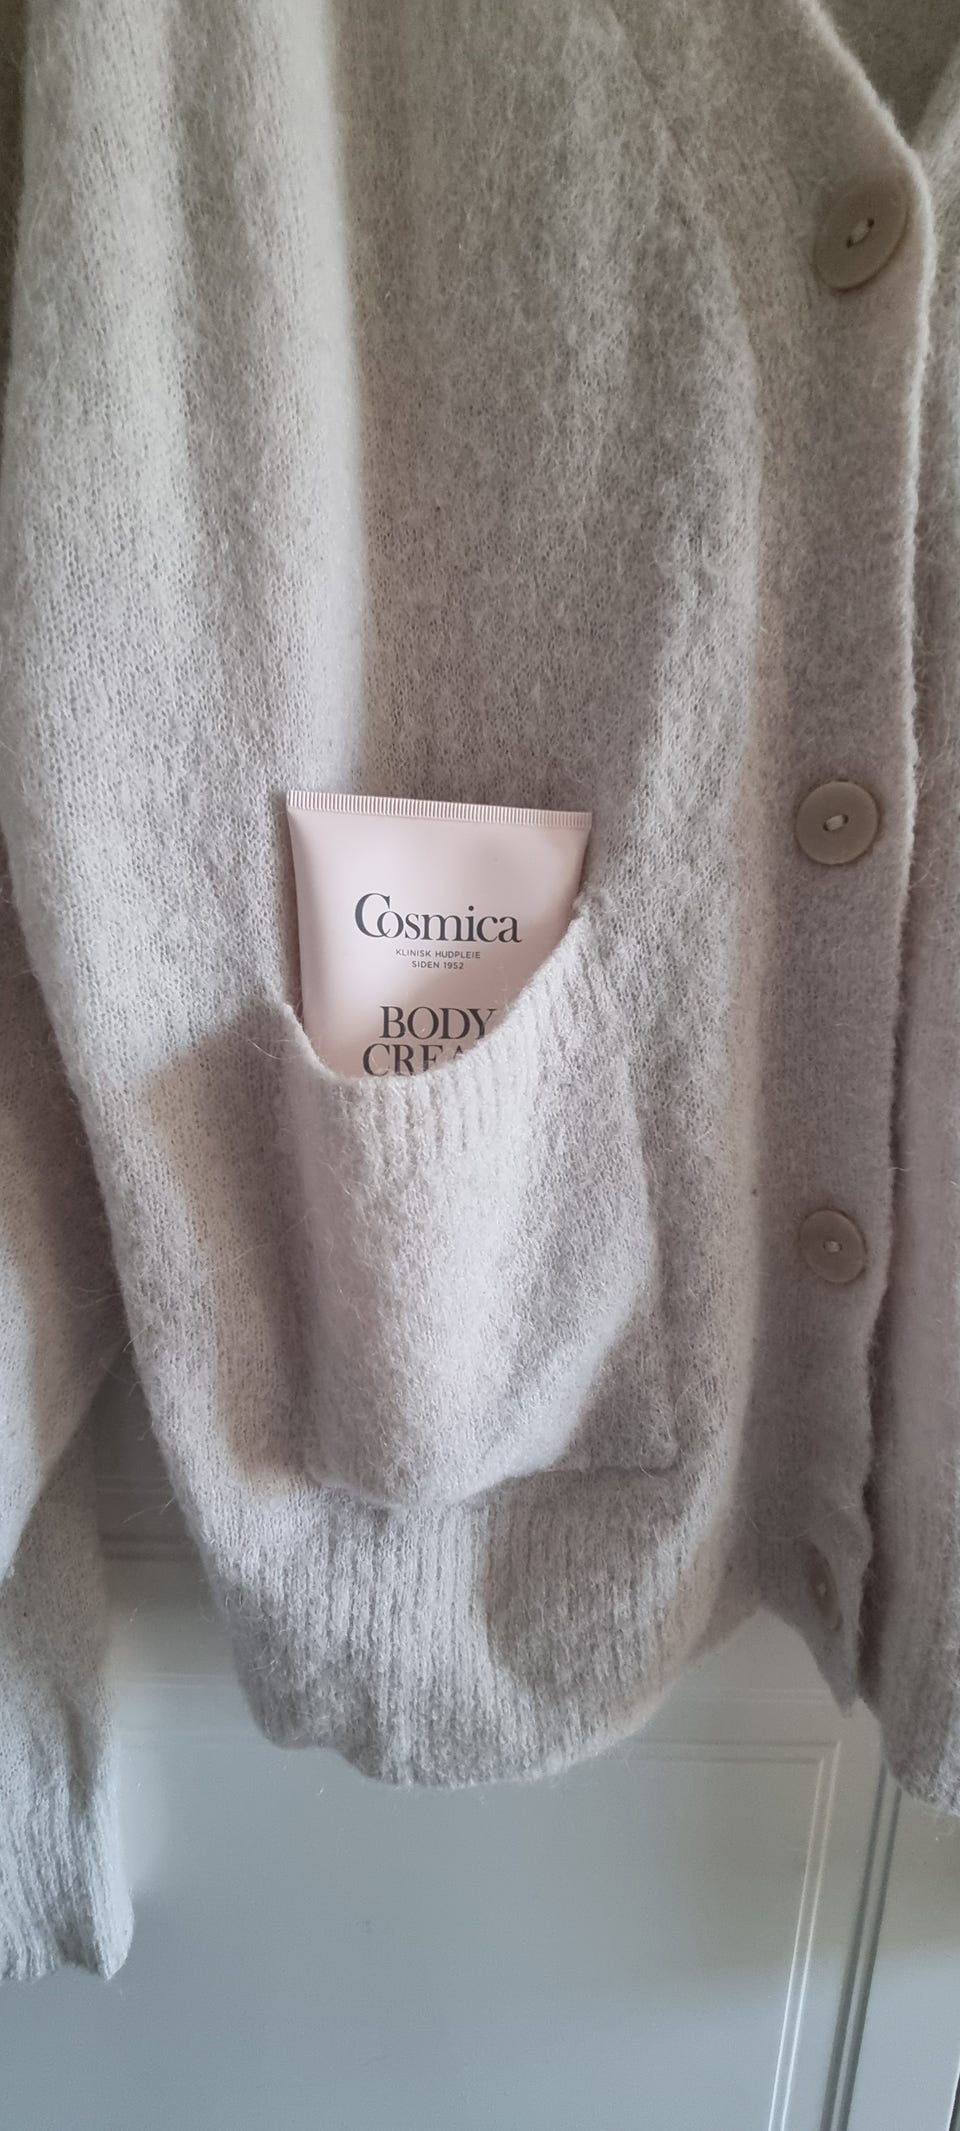 Cosmica
KLINISK HUDPLEIE
SIDEN 1952
BODY